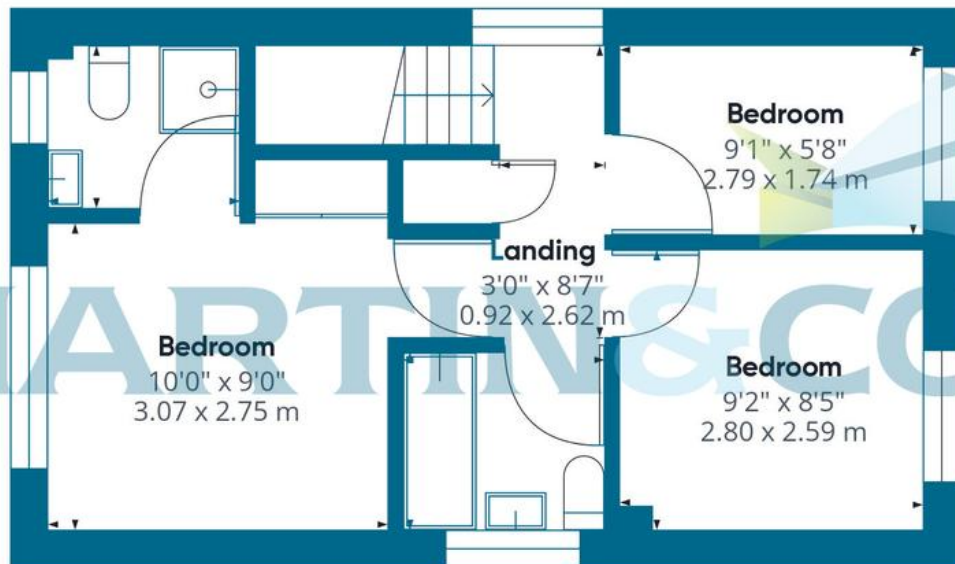 Bedroom
9'1" x 5'8"
2.79 x 1.74 m
Landing
3'0" x 8'7"
0.92 x 2.62 m
MARTIN&CO
Bedroom
10'0" x 9'0"
3.07 x 2.75 m
Bedroom
9'2" x 8'5"
2.80 x 2.59 m